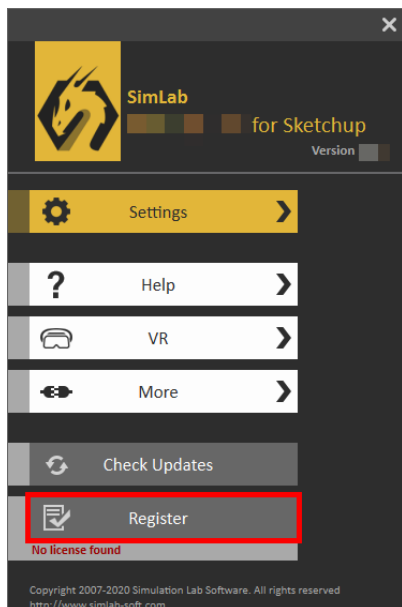 SimLab
for Sketchup
Version
Settings
Help
VR
More
Check Updates
Register
No license found
Copyright 2007-2020 Simulation Lab Software. All rights reserved
http://www.simlab-soft.com